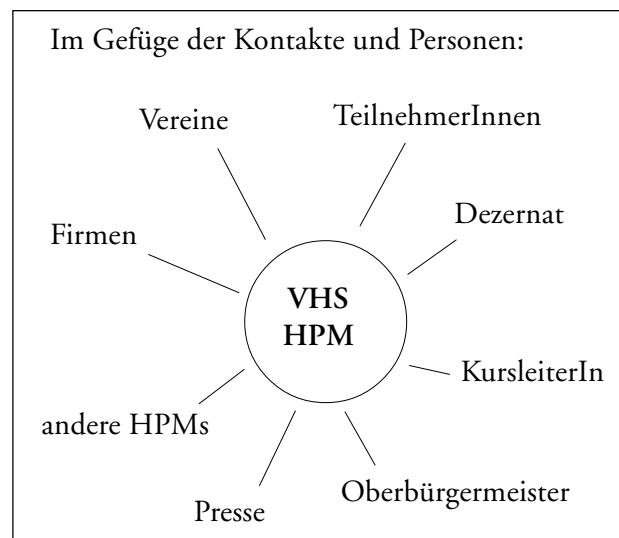 Im Gefüge der Kontakte und Personen:
Vereine
TeilnehmerInnen
Firmen
Dezernat
VHS
HPM
andere HPMs
KursleiterIn
Presse
Oberbürgermeister